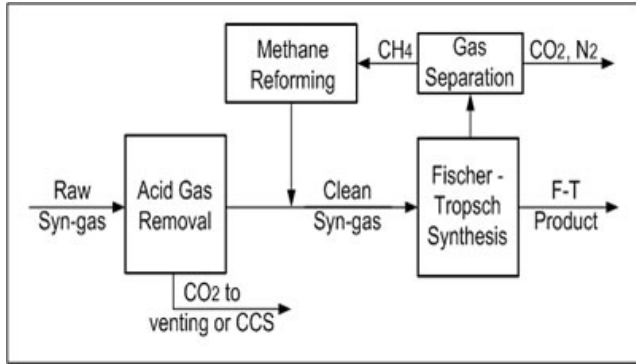 Methane
Reforming
CH4
Gas
Separation
CO2, N2
Raw
Syn-gas
Acid Gas
Removal
Clean
Syn-gas
Fischer -
Tropsch
Synthesis
F-T
Product
CO2 to
venting or CCS